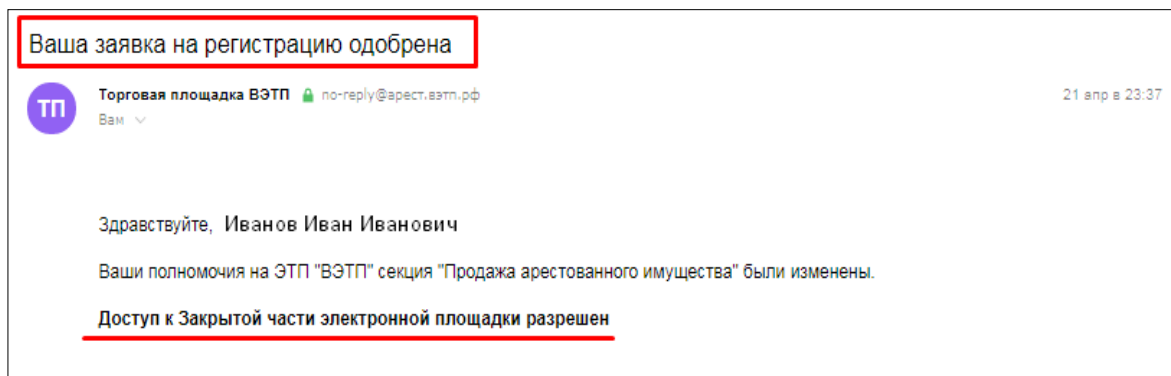 Ваша заявка на регистрацию одобрена
ТП
Торговая площадка ВЭТП no-reply@арест.вэтп.рф
21 апр в 23:37
Вам
Здравствуйте, Иванов Иван Иванович
Ваши полномочия на ЭТП "ВЭТП" секция "Продажа арестованного имущества" были изменены.
Доступ к Закрытой части электронной площадки разрешен